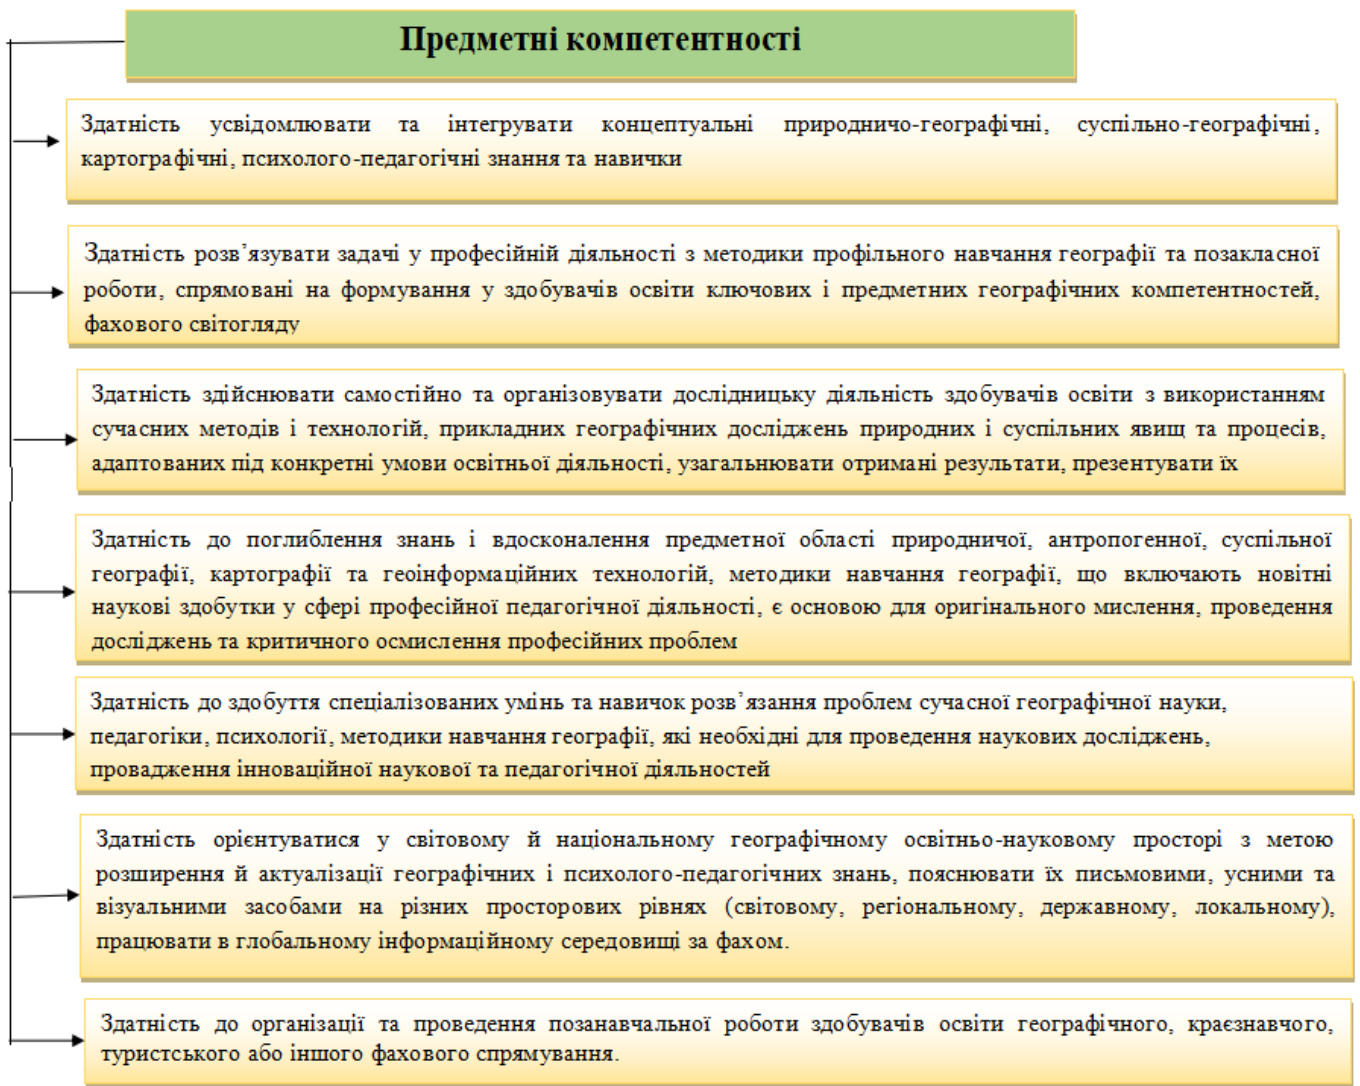 Предметні компетентності
Здатність усвідомлювати та інтегрувати концептуальні природничо-географічні, суспільно-географічні,
картографічні, психолого-педагогічні знання та навички
Здатність розв’язувати задачі у професійній діяльності з методики профільного навчання географії та позакласної
роботи, спрямовані на формування у здобувачів освіти ключових і предметних географічних компетентностей,
фахового світогляду
Здатність здійснювати самостійно та організовувати дослідницьку діяльність здобувачів освіти з використанням
сучасних методів і технологій, прикладних географічних досліджень природних і суспільних явищ та процесів,
адаптованих під конкретні умови освітньої діяльності, узагальнювати отримані результати, презентувати їх
Здатність до поглиблення знань і вдосконалення предметної області природничої, антропогенної, суспільної
географії, картографії та геоінформаційних технологій, методики навчання географії, що включають новітні
наукові здобутки у сфері професійної педагогічної діяльності, є основою для оригінального мислення, проведення
досліджень та критичного осмислення професійних проблем
Здатність до здобуття спеціалізованих умінь та навичок розв’язання проблем сучасної географічної науки,
педагогіки, психології, методики навчання географії, які необхідні для проведення наукових досліджень,
провадження інноваційної наукової та педагогічної діяльностей
Здатність орієнтуватися у світовому й національному географічному освітньо-науковому просторі з метою
розширення й актуалізації географічних і психолого-педагогічних знань, пояснювати їх письмовими, усними та
візуальними засобами на різних просторових рівнях (світовому, регіональному, державному, локальному),
працювати в глобальному інформаційному середовищі за фахом.
Здатність до організації та проведення позанавчальної роботи здобувачів освіти географічного, краєзнавчого,
туристського або іншого фахового спрямування.